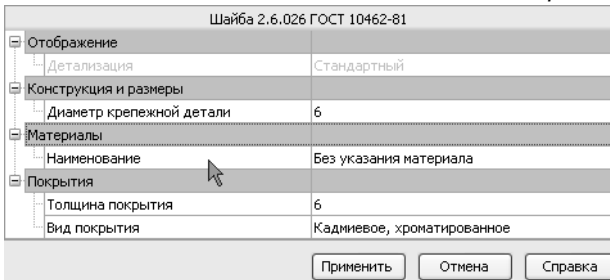 Шайба 2.6.026 ГОСТ 10462-81
Отображение
Детализация Стандартный
Конструкция и размеры
Диаметр крепежной детали 6
Материалы
Наименование Без указания материала
Покрытия
Толщина покрытия 6
Вид покрытия Кадмиевое, хроматированное
Применить Отмена Справка